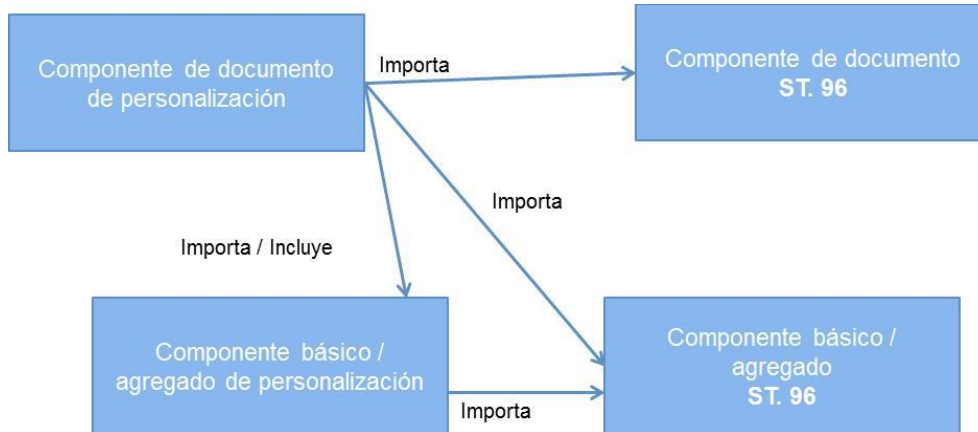 Componente de documento
de personalización
Importa
Componente de documento
ST. 96
Importa
Importa / Incluye
Componente básico /
agregado de personalización
Importa
Componente básico /
agregado
ST. 96